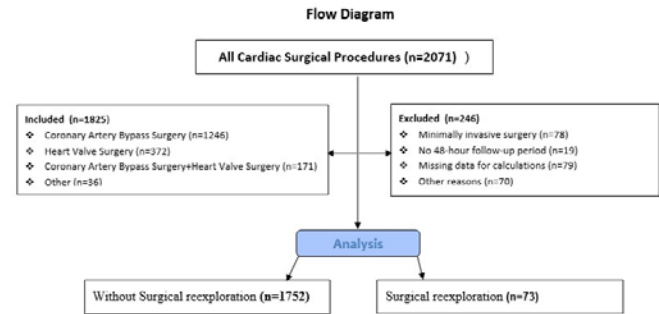 Flow Diagram
All Cardiac Surgical Procedures (n=2071) )
Included (n=1825)
❖ Coronary Artery Bypass Surgery (n=1246)
❖ Heart Valve Surgery (n=372)
❖ Coronary Artery Bypass Surgery+Heart Valve Surgery (n=171)
❖ Other (n=36)
Excluded (n=246)
❖ Minimally invasive surgery (n=78)
❖ No 48-hour follow-up period (n=19)
❖ Missing data for calculations (n=79)
❖ Other reasons (n=70)
Analysis
Without Surgical reexploration (n=1752)
Surgical reexploration (n=73)